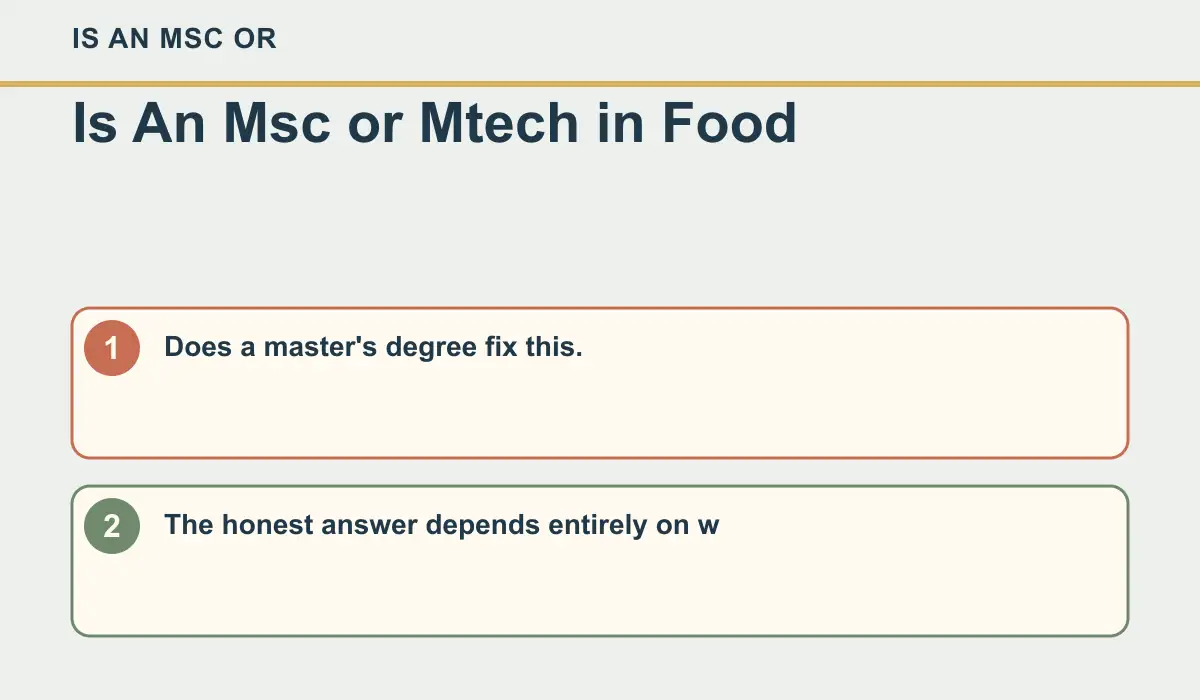 IS AN MSC OR
Is An Msc or Mtech in Food
1
Does a master's degree fix this.
2
The honest answer depends entirely on w